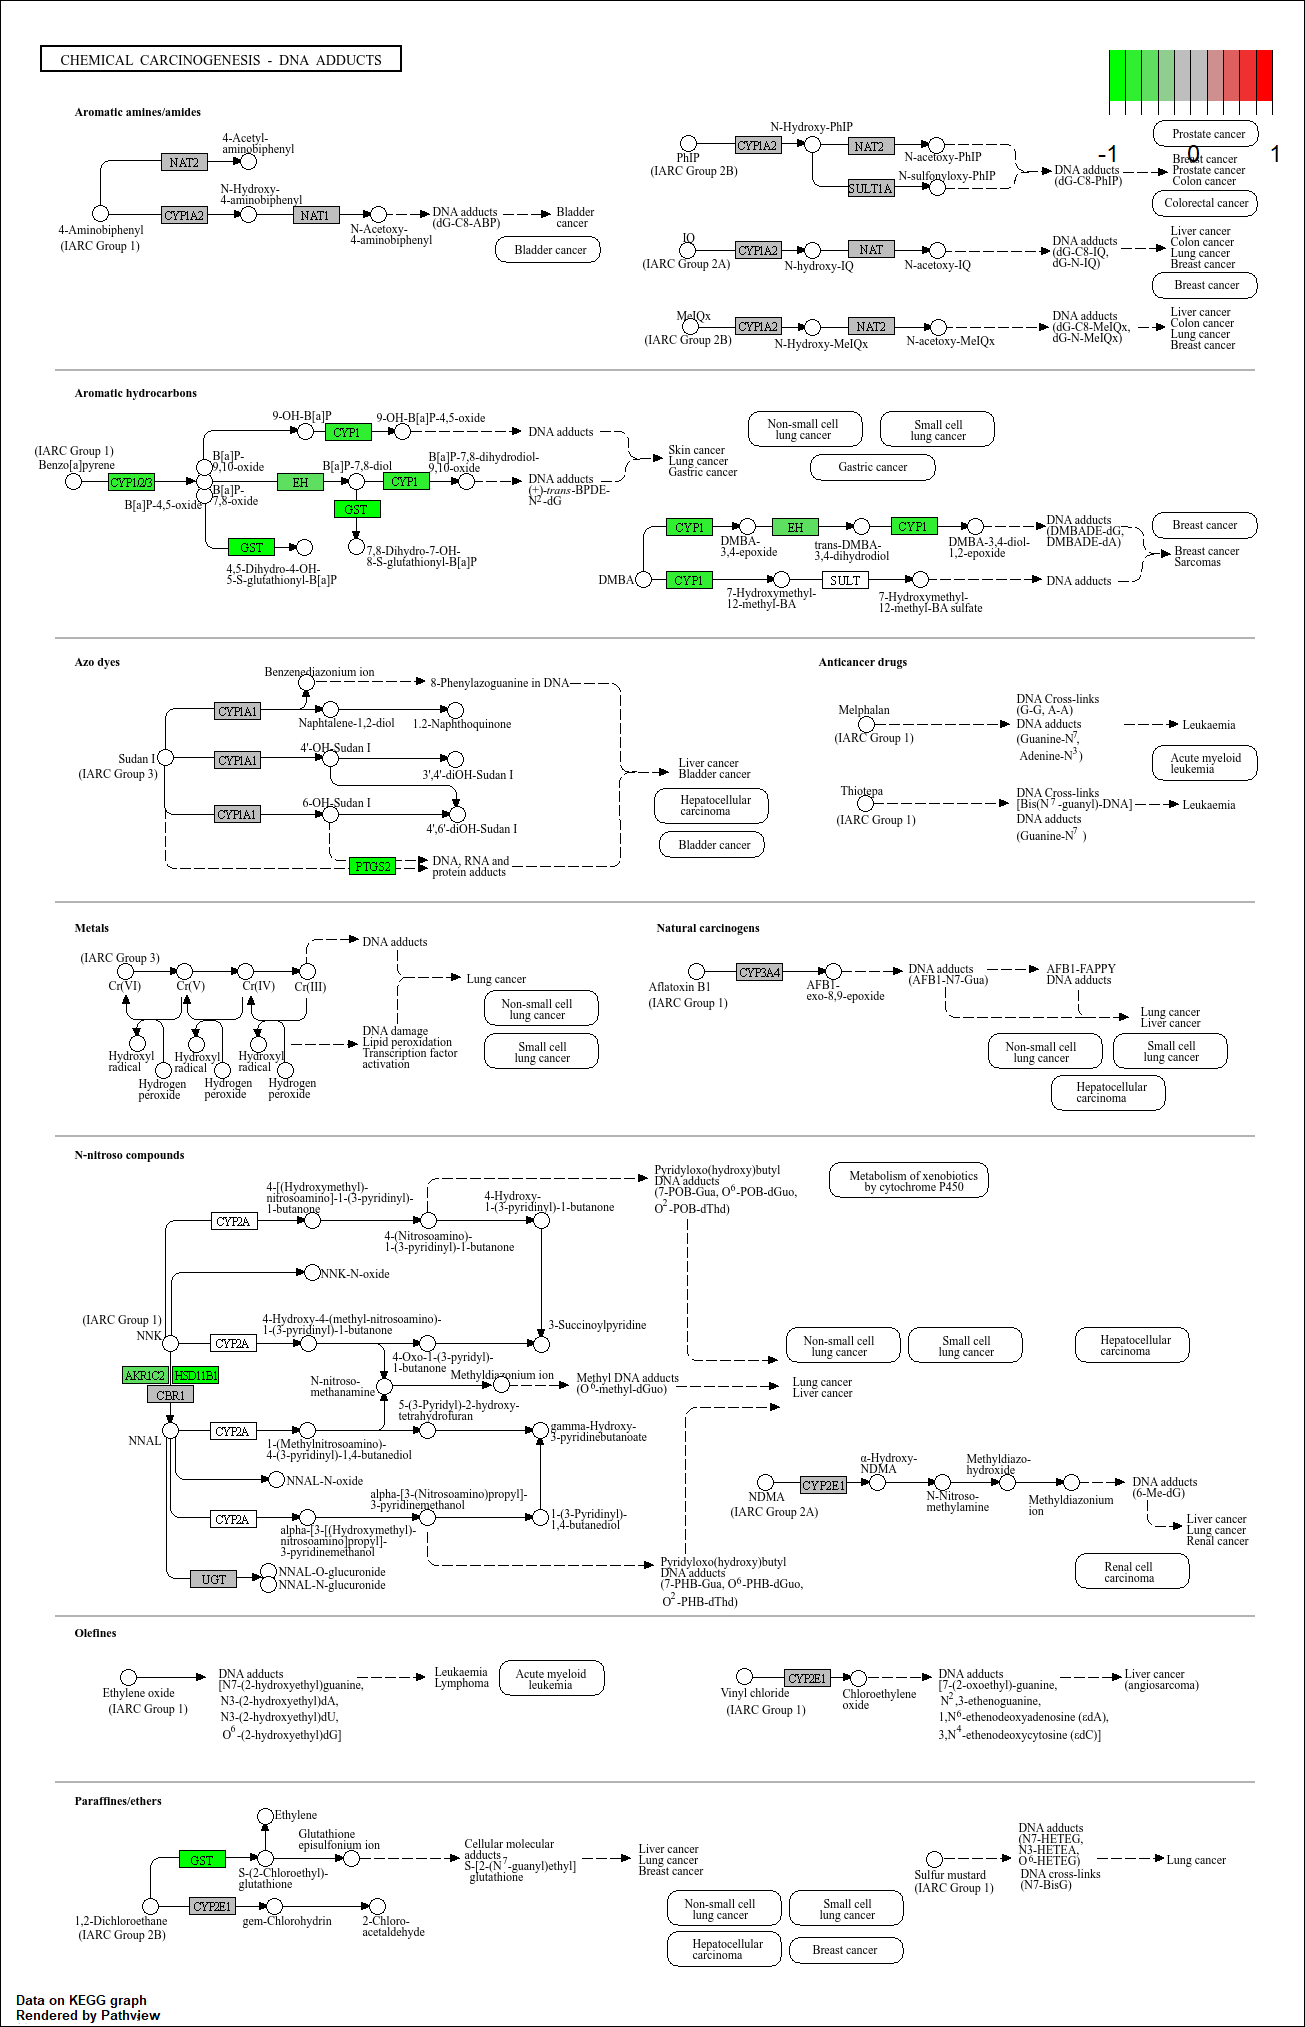 CHEMICAL CARCINOGENESIS - DNA ADDUCTS
-1
0
1
Aromatic amines/amides
4-Acetyl-
aminobiphenyl
NAT2
N-Hydroxy-
4-aminobiphenyl
CYP1A2
NAT1
4-Aminobiphenyl
(IARC Group 1)
N-Acetoxy-
4-aminobiphenyl
DNA adducts
(dG-C8-ABP)
Bladder
cancer
Bladder cancer
N-Hydroxy-PhIP
PhIP
(IARC Group 2B)
CYP1A2
NAT2
N-acetoxy-PhIP
SULT1A
N-sulfonyloxy-PhIP
DNA adducts
(dG-C8-PhIP)
Prostate cancer
Breast cancer
Prostate cancer
Colon cancer
Colorectal cancer
IQ
(IARC Group 2A)
CYP1A2
N-hydroxy-IQ
NAT
N-acetoxy-IQ
DNA adducts
(dG-C8-IQ,
dG-N-IQ)
Liver cancer
Colon cancer
Lung cancer
Breast cancer
Breast cancer
MeIQx
(IARC Group 2B)
CYP1A2
N-Hydroxy-MeIQx
NAT2
N-acetoxy-MeIQx
DNA adducts
(dG-C8-MeIQx,
dG-N-MeIQx)
Liver cancer
Colon cancer
Lung cancer
Breast cancer
Aromatic hydrocarbons
9-OH-B[a]P
CYP1
9-OH-B[a]P-4,5-oxide
DNA adducts
(IARC Group 1)
Benzo[a]pyrene
CYP1/2/3
B[a]P-
9,10-oxide
B[a]P-
7,8-oxide
B[a]P-4,5-oxide
EH
B[a]P-7,8-diol
CYP1
B[a]P-7,8-dihydrodiol-
9,10-oxide
DNA adducts
(+)-trans-BPDE-
N2-dG
Skin cancer
Lung cancer
Gastric cancer
Non-small cell
lung cancer
Small cell
lung cancer
Gastric cancer
GST
GST
4,5-Dihydro-4-OH-
5-S-glutathionyl-B[a]P
7,8-Dihydro-7-OH-
8-S-glutathionyl-B[a]P
CYP1
DMBA-
3,4-epoxide
EH
trans-DMBA-
3,4-dihydrodiol
CYP1
DMBA-3,4-diol-
1,2-epoxide
DNA adducts
(DMBADE-dG,
DMBADE-dA)
Breast cancer
Breast cancer
Sarcomas
DMBA
CYP1
7-Hydroxymethyl-
12-methyl-BA
SULT
7-Hydroxymethyl-
12-methyl-BA sulfate
DNA adducts
Azo dyes
Benzenediazonium ion
8-Phenylazoguanine in DNA
CYP1A1
Naphtalene-1,2-diol
1.2-Naphthoquinone
Sudan I
(IARC Group 3)
CYP1A1
4'-OH-Sudan I
3',4'-diOH-Sudan I
CYP1A1
6-OH-Sudan I
4',6'-diOH-Sudan I
PTGS2
DNA, RNA and
protein adducts
Liver cancer
Bladder cancer
Hepatocellular
carcinoma
Bladder cancer
Anticancer drugs
Melphalan
(IARC Group 1)
DNA Cross-links
(G-G, A-A)
DNA adducts
(Guanine-N7,
Adenine-N3)
Leukaemia
Acute myeloid
leukemia
Thiotepa
(IARC Group 1)
DNA Cross-links
[Bis(N7-guanyl)-DNA]
DNA adducts
(Guanine-N7 )
Leukaemia
Metals
(IARC Group 3)
Cr(VI)
Cr(V)
Cr(IV)
Cr(III)
DNA adducts
Lung cancer
Non-small cell
lung cancer
Small cell
lung cancer
DNA damage
Lipid peroxidation
Transcription factor
activation
Hydroxyl
radical
Hydroxyl
radical
Hydroxyl
radical
Hydrogen
peroxide
Hydrogen
peroxide
Hydrogen
peroxide
Natural carcinogens
Aflatoxin B1
(IARC Group 1)
CYP3A4
AFB1-
exo-8,9-epoxide
DNA adducts
(AFB1-N7-Gua)
AFB1-FAPPY
DNA adducts
Lung cancer
Liver cancer
Non-small cell
lung cancer
Small cell
lung cancer
Hepatocellular
carcinoma
N-nitroso compounds
4-[(Hydroxymethyl)-
nitrosoamino]-1-(3-pyridinyl)-
1-butanone
CYP2A
4-(Nitrosoamino)-
1-(3-pyridinyl)-1-butanone
4-Hydroxy-
1-(3-pyridinyl)-1-butanone
Pyridyloxo(hydroxy)butyl
DNA adducts
(7-POB-Gua, O6-POB-dGuo,
O2-POB-dThd)
Metabolism of xenobiotics
by cytochrome P450
NNK-N-oxide
(IARC Group 1)
NNK
CYP2A
4-Hydroxy-4-(methyl-nitrosoamino)-
1-(3-pyridinyl)-1-butanone
4-Oxo-1-(3-pyridyl)-
1-butanone
3-Succinoylpyridine
AKR1C2
HSD11B1
CBR1
N-nitroso-
methanamine
Methyldiazonium ion
Methyl DNA adducts
(O6-methyl-dGuo)
Lung cancer
Liver cancer
Non-small cell
lung cancer
Small cell
lung cancer
Hepatocellular
carcinoma
NNAL
CYP2A
1-(Methylnitrosoamino)-
4-(3-pyridinyl)-1,4-butanediol
5-(3-Pyridyl)-2-hydroxy-
tetrahydrofuran
gamma-Hydroxy-
3-pyridinebutanoate
NNAL-N-oxide
CYP2A
alpha-[3-[(Hydroxymethyl)-
nitrosoamino]propyl]-
3-pyridinemethanol
alpha-[3-(Nitrosoamino)propyl]-
3-pyridinemethanol
1-(3-Pyridinyl)-
1,4-butanediol
UGT
NNAL-O-glucuronide
NNAL-N-glucuronide
Pyridyloxo(hydroxy)butyl
DNA adducts
(7-PHB-Gua, O6-PHB-dGuo,
O2-PHB-dThd)
NDMA
(IARC Group 2A)
CYP2E1
α-Hydroxy-
NDMA
N-Nitroso-
methylamine
Methyldiazo-
hydroxide
Methyldiazonium
ion
DNA adducts
(6-Me-dG)
Liver cancer
Lung cancer
Renal cancer
Renal cell
carcinoma
Olefines
Ethylene oxide
(IARC Group 1)
DNA adducts
[N7-(2-hydroxyethyl)guanine,
N3-(2-hydroxyethyl)dA,
N3-(2-hydroxyethyl)dU,
O6-(2-hydroxyethyl)dG]
Leukaemia
Lymphoma
Acute myeloid
leukemia
Vinyl chloride
(IARC Group 1)
CYP2E1
Chloroethylene
oxide
DNA adducts
[7-(2-oxoethyl)-guanine,
N2,3-ethenoguanine,
1,N6-ethenodeoxyadenosine (εdA),
3,N4-ethenodeoxycytosine (εdC)]
Liver cancer
(angiosarcoma)
Paraffines/ethers
Ethylene
GST
S-(2-Chloroethyl)-
glutathione
Glutathione
episulfonium ion
Cellular molecular
adducts
S-[2-(N7-guanyl)ethyl]
glutathione
Liver cancer
Lung cancer
Breast cancer
1,2-Dichloroethane
(IARC Group 2B)
CYP2E1
gem-Chlorohydrin
2-Chloro-
acetaldehyde
Non-small cell
lung cancer
Small cell
lung cancer
Hepatocellular
carcinoma
Breast cancer
Sulfur mustard
(IARC Group 1)
DNA adducts
(N7-HETEG,
N3-HETEA,
O6-HETEG)
DNA cross-links
(N7-BisG)
Lung cancer
Data on KEGG graph
Rendered by Pathview